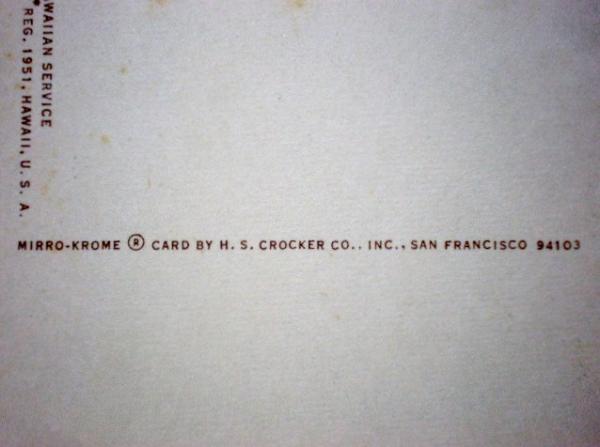 WAIIAN SERVICE
* REG. 1951, HAWAII, U. S. A.
MIRRO-KROME ® CARD BY H. S. CROCKER CO., INC., SAN FRANCISCO 94103